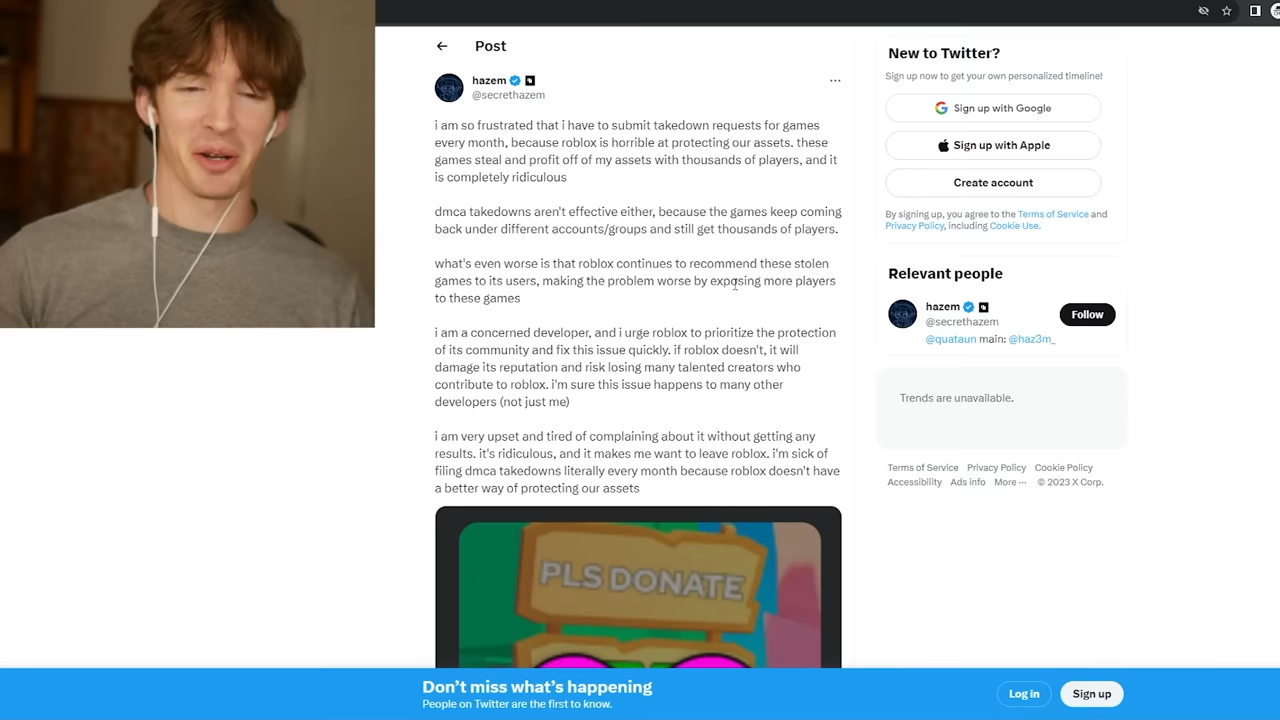 Post
hazem
@secrethazem
i am so frustrated that i have to submit takedown requests for games
every month, because roblox is horrible at protecting our assets. these
games steal and profit off of my assets with thousands of players, and it
is completely ridiculous
dmca takedowns aren't effective either, because the games keep coming
back under different accounts/groups and still get thousands of players.
what's even worse is that roblox continues to recommend these stolen
games to its users, making the problem worse by exposing more players
to these games
i am a concerned developer, and i urge roblox to prioritize the protection
of its community and fix this issue quickly. if roblox doesn't, it will
damage its reputation and risk losing many talented creators who
contribute to roblox. i'm sure this issue happens to many other
developers (not just me)
i am very upset and tired of complaining about it without getting any
results. it's ridiculous, and it makes me want to leave roblox. i'm sick of
filing dmca takedowns literally every month because roblox doesn't have
a better way of protecting our assets
PLS DONATE
New to Twitter?
Sign up now to get your own personalized timeline!
Sign up with Google
Sign up with Apple
Create account
By signing up, you agree to the Terms of Service and
Privacy Policy, including Cookie Use.
Relevant people
hazem
@secrethazem
Follow
@quataun main: @haz3m_
Trends are unavailable.
Terms of Service Privacy Policy Cookie Policy
Accessibility Ads info More ··· © 2023 X Corp.
Don't miss what's happening
People on Twitter are the first to know.
Log in
Sign up